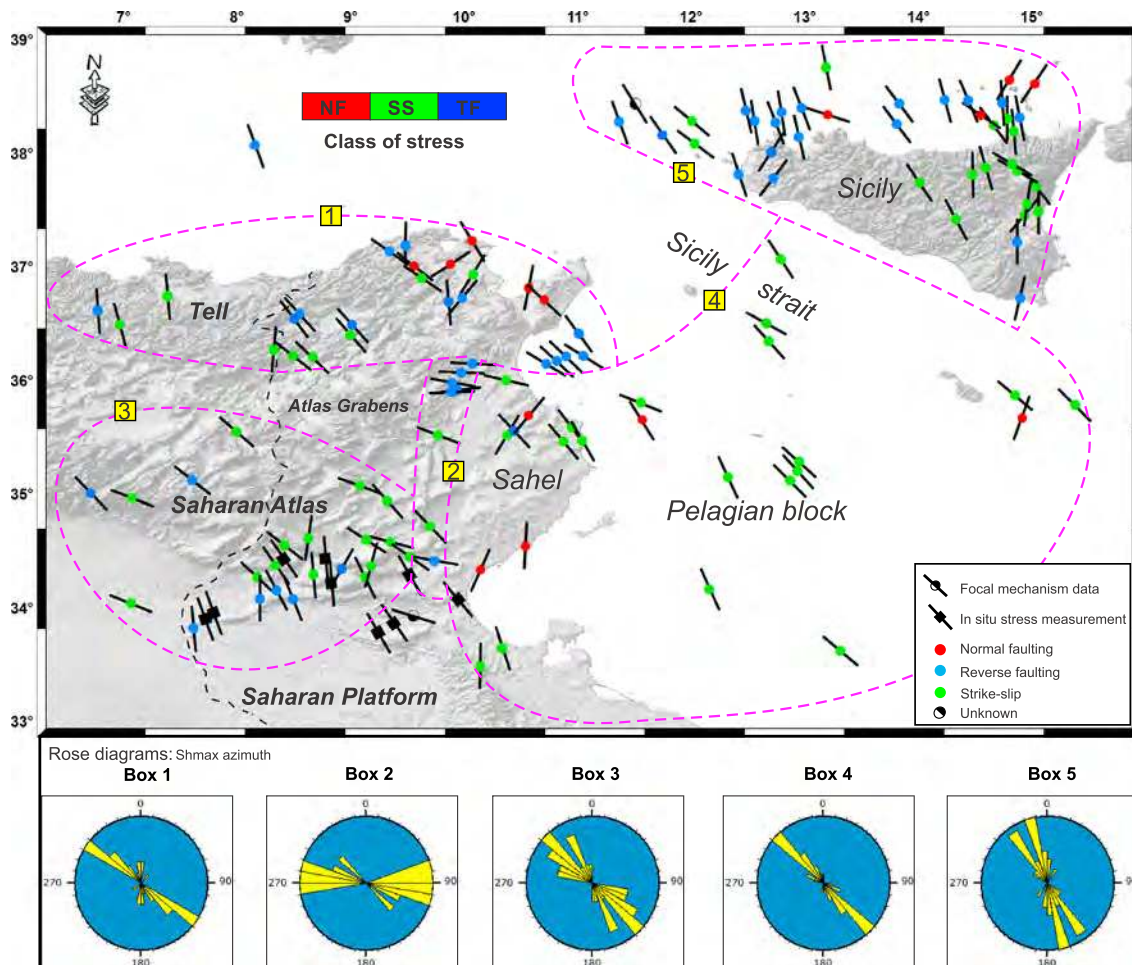 7° 8° 9° 10° 11° 12° 13° 14° 15°
39°
N
NF SS TF
Class of stress
38°
5
Sicily
1
37°
Sicily
strait
4
Tell
36°
3
Atlas Grabens
2
Sahel
35°
Saharan Atlas
Pelagian block
34°
Saharan Platform
33°
Focal mechanism data
In situ stress measurement
Normal faulting
Reverse faulting
Strike-slip
Unknown
Rose diagrams: Shmax azimuth
Box 1 Box 2 Box 3 Box 4 Box 5
0 0 0 0 0
270 90 270 90 270 90 270 90 270 90
180 180 180 180 180